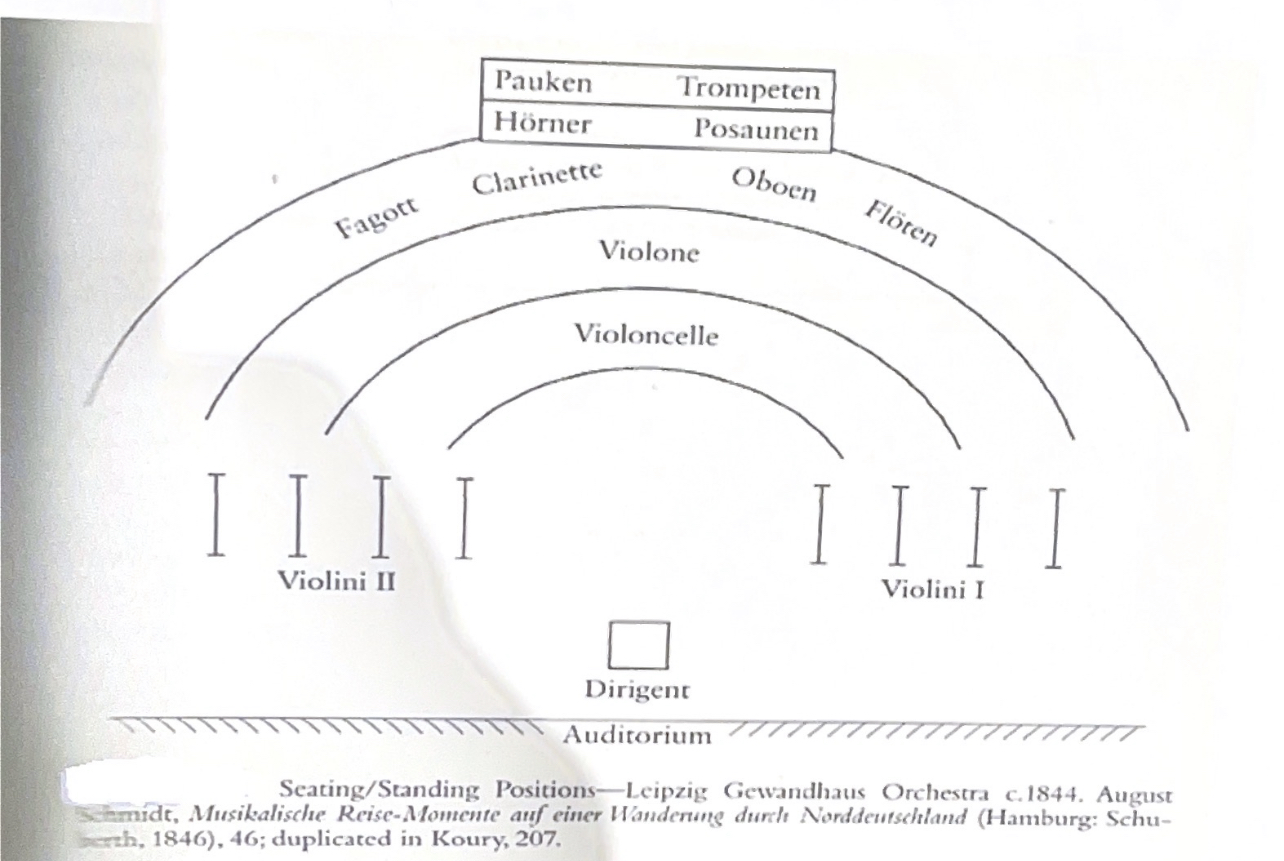 Pauken Trompeten
Hörner Posaunen
Fagott Clarinette Oboen Flöten
Violone
Violoncelle
Violini II Violini I
Dirigent
Auditorium
Seating/Standing Positions—Leipzig Gewandhaus Orchestra c.1844. August
Schmidt, Musikalische Reise-Momente auf einer Wanderung durch Norddeutschland (Hamburg: Schu-
berth, 1846), 46; duplicated in Koury, 207.